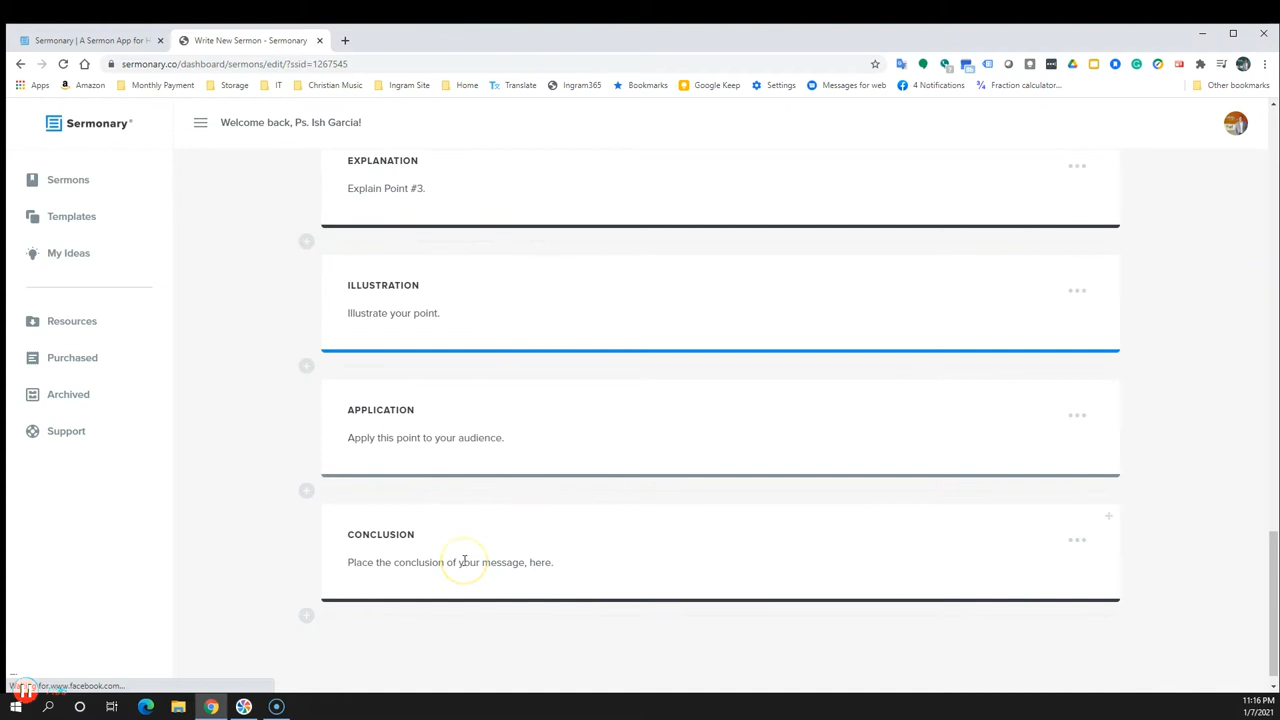 Sermonary | A Sermon App for H
Write New Sermon - Sermonary
sermonary.co/dashboard/sermons/edit/?ssid=1267545
Apps
Amazon
Monthly Payment
Storage
IT
Christian Music
Ingram Site
Home
Translate
Ingram365
Bookmarks
Google Keep
Settings
Messages for web
4 Notifications
Fraction calculator...
Other bookmarks
Sermonary
Welcome back, Ps. Ish Garcia!
Sermons
Templates
My Ideas
Resources
Purchased
Archived
Support
EXPLANATION
Explain Point #3.
ILLUSTRATION
Illustrate your point.
APPLICATION
Apply this point to your audience.
CONCLUSION
Place the conclusion of your message, here.
for www.facebook.com...
11:16 PM
1/7/2021